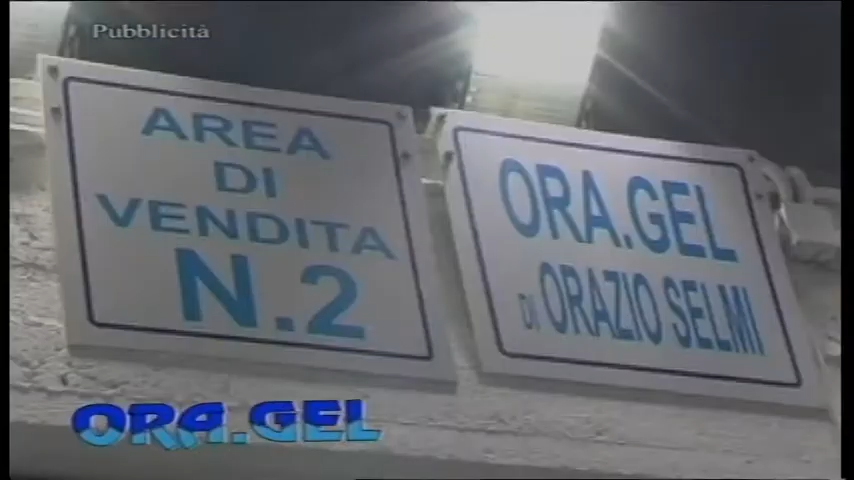 Pubblicità
AREA
DI
VENDITA
N.2
ORA.GEL
DI ORAZIO SELMI
ORA.GEL